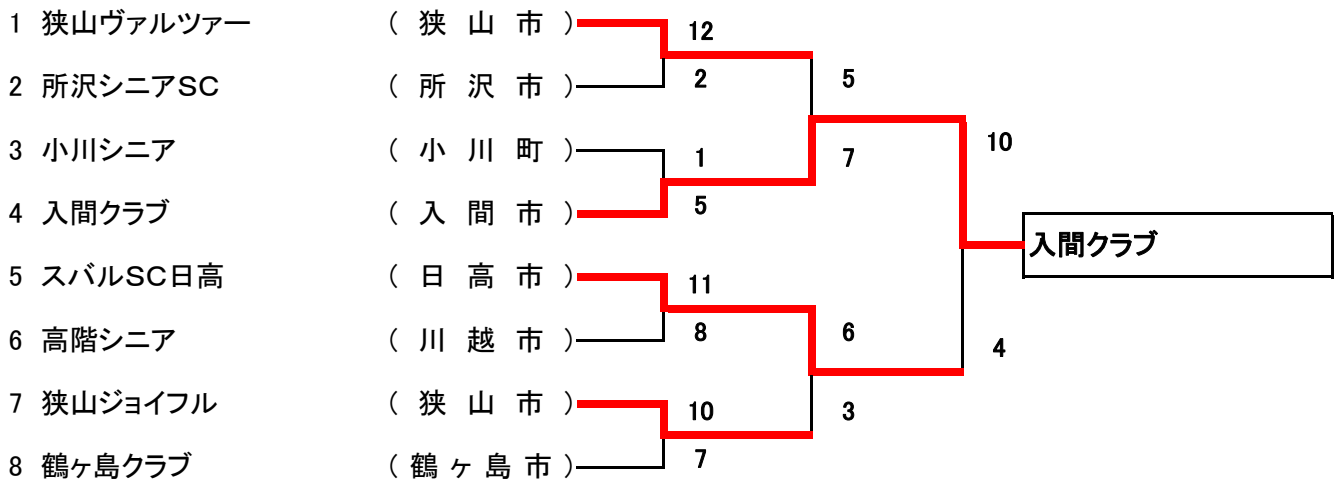 1 狭山ヴァルツァー (狭山市) 12
2 所沢シニアSC (所沢市) 2 5
3 小川シニア (小川町) 1 7 10
4 入間クラブ (入間市) 5
入間クラブ
5 スバルSC日高 (日高市) 11
6 高階シニア (川越市) 8 6 4
7 狭山ジョイフル (狭山市) 10 3
8 鶴ヶ島クラブ (鶴ヶ島市) 7